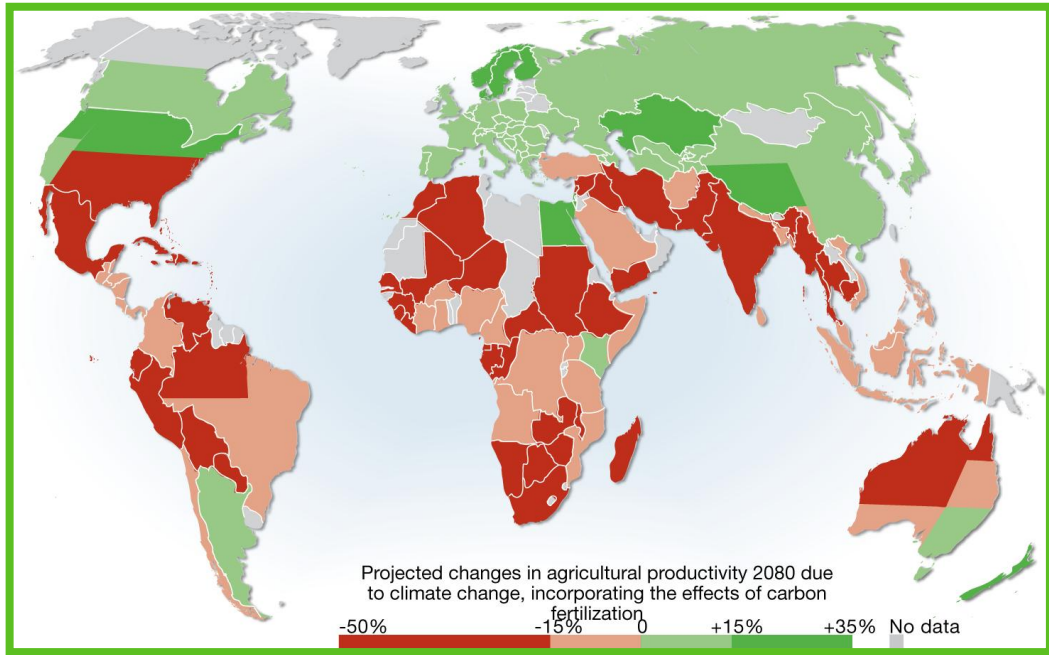 Projected changes in agricultural productivity 2080 due
to climate change, incorporating the effects of carbon
fertilization
-50% -15% 0 +15% +35% No data